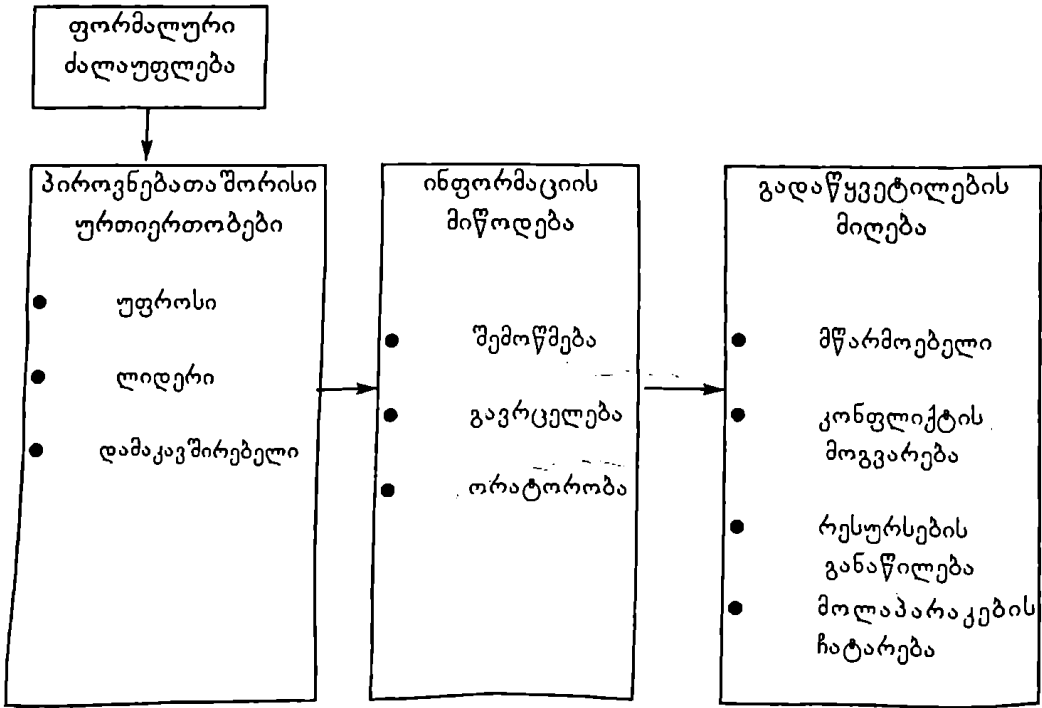 ფორმალური
ძალაუფლება
პიროვნებათაშორისი
ურთიერთობები
უფროსი
ლიდერი
დამაკავშირებელი
ინფორმაციის
მიწოდება
შემოწმება
გავრცელება
ორატორობა
გადაწყვეტილების
მიღება
მწარმოებელი
კონფლიქტის
მოგვარება
რესურსების
განაწილება
მოლაპარაკების
ჩატარება